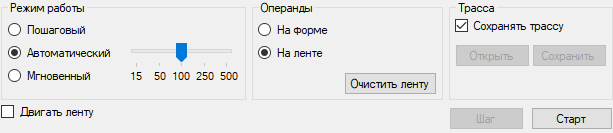 Режим работы
Пошаговый
Автоматический
Мгновенный
15 50 100 250 500
Двигать ленту
Операнды
На форме
На ленте
Очистить ленту
Трасса
Сохранять трассу
Открыть Сохранить
Шаг Старт